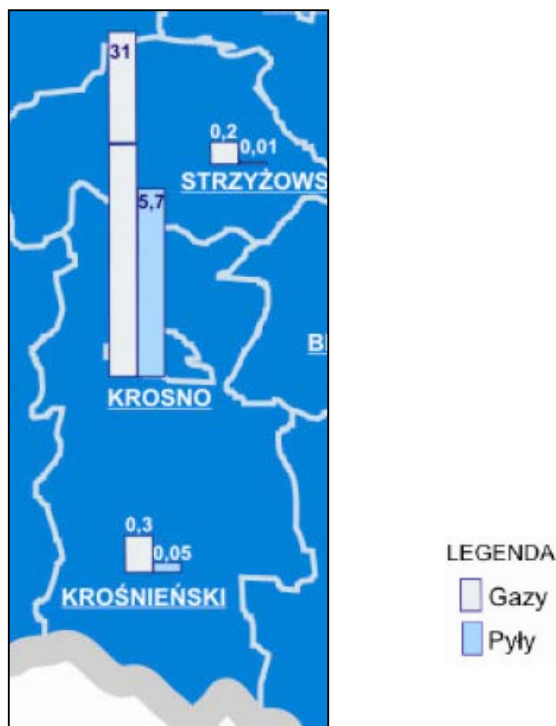 31
0,2
0,01
STRZYŻOWS
5,7
KROSNO
0,3
0,05
KROŚNIEŃSKI
LEGENDA
Gazy
Pyły